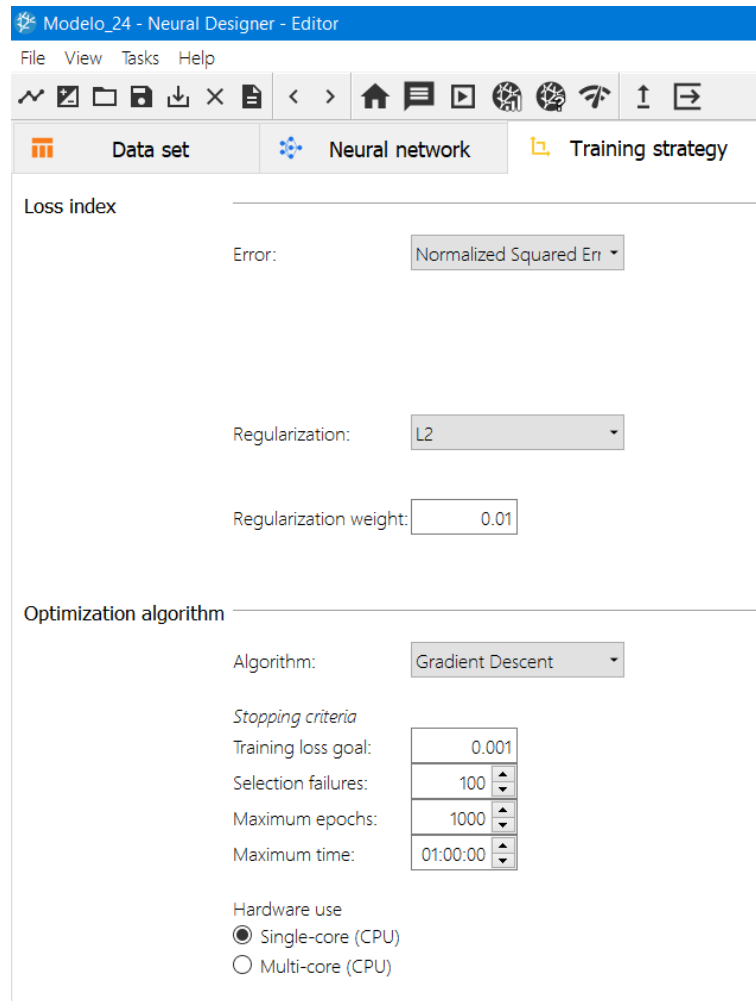 Modelo_24 - Neural Designer - Editor
File View Tasks Help
Data set Neural network Training strategy
Loss index
Error: Normalized Squared Err
Regularization: L2
Regularization weight: 0.01
Optimization algorithm
Algorithm: Gradient Descent
Stopping criteria
Training loss goal: 0.001
Selection failures: 100
Maximum epochs: 1000
Maximum time: 01:00:00
Hardware use
Single-core (CPU)
Multi-core (CPU)